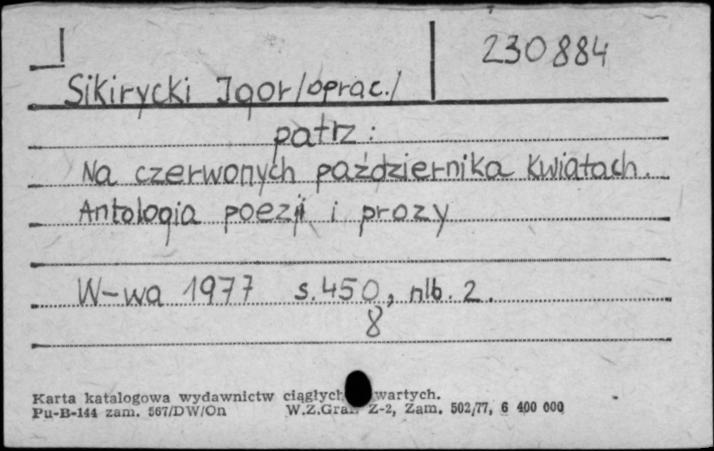 230884
Sikirycki Igor/oprac./
patrz:
Na czerwonych października kwiatach.
Antologia poezji i prozy
W-wa 1977 s.450, nlb. 2.
8
Karta katalogowa wydawnictw ciągłych wartych.
Pu-B-144 zam. 567/DW/On W.Z.Graf. Z-2, Zam. 502/77, 6 400 000